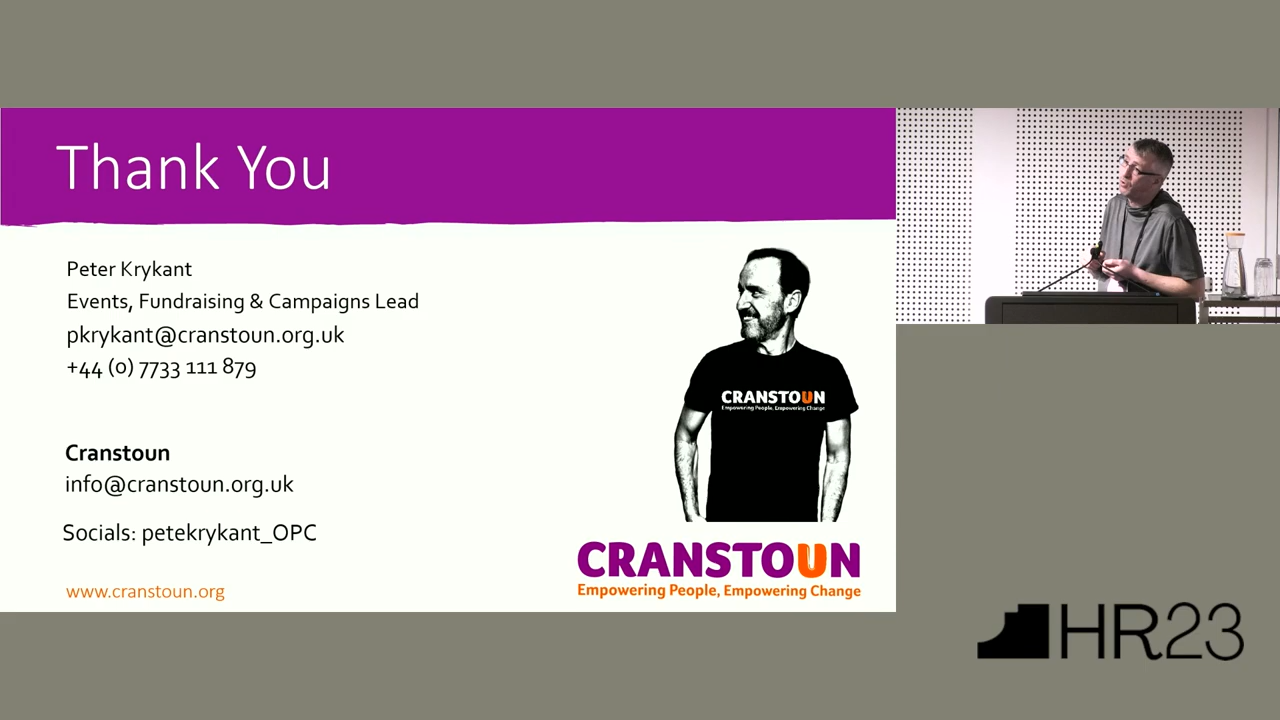 Thank You
Peter Krykant
Events, Fundraising & Campaigns Lead
pkrykant@cranstoun.org.uk
+44 (0) 7733 111 879
Cranstoun
info@cranstoun.org.uk
Socials: petekrykant_OPC
www.cranstoun.org
CRANSTOUN
Empowering People, Empowering Change
CRANSTOUN
Empowering People, Empowering Change
HR23